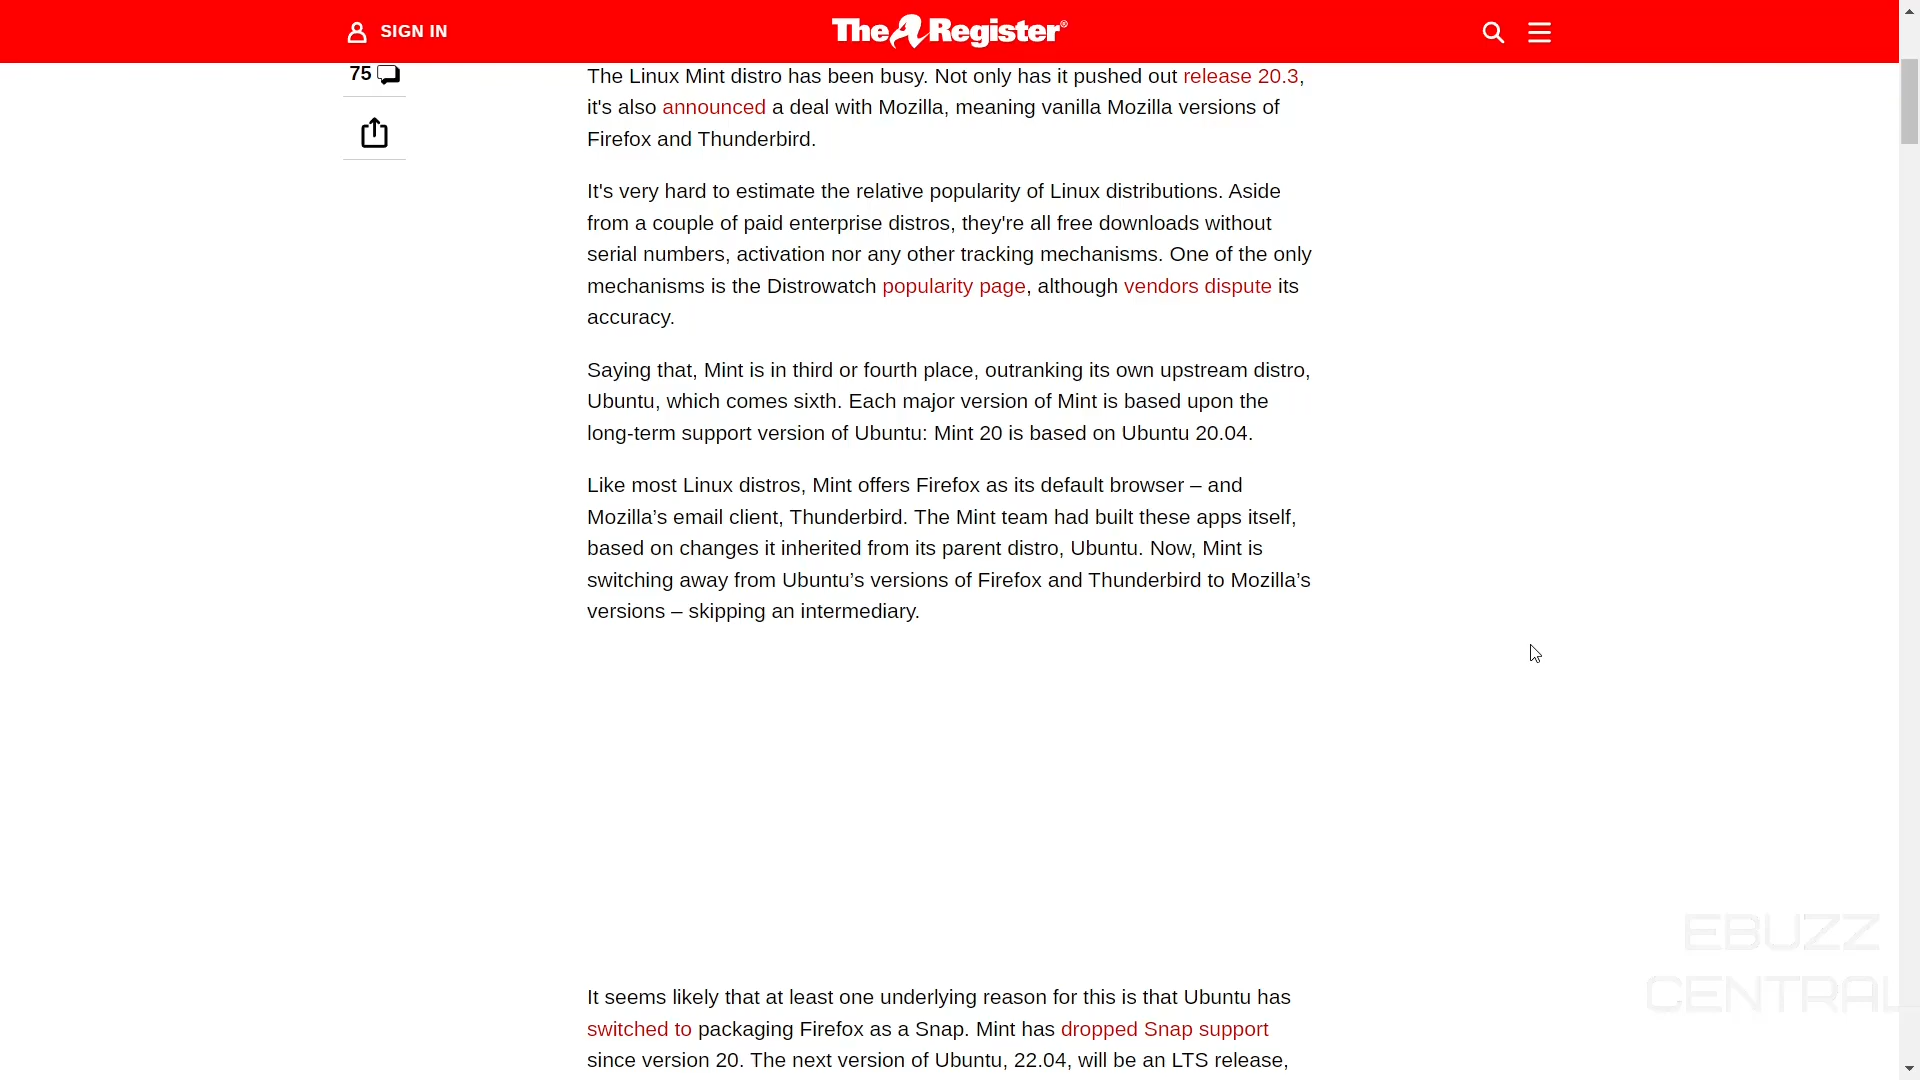 SIGN IN
The Register®
75
The Linux Mint distro has been busy. Not only has it pushed out release 20.3,
it's also announced a deal with Mozilla, meaning vanilla Mozilla versions of
Firefox and Thunderbird.
It's very hard to estimate the relative popularity of Linux distributions. Aside
from a couple of paid enterprise distros, they're all free downloads without
serial numbers, activation nor any other tracking mechanisms. One of the only
mechanisms is the Distrowatch popularity page, although vendors dispute its
accuracy.
Saying that, Mint is in third or fourth place, outranking its own upstream distro,
Ubuntu, which comes sixth. Each major version of Mint is based upon the
long-term support version of Ubuntu: Mint 20 is based on Ubuntu 20.04.
Like most Linux distros, Mint offers Firefox as its default browser – and
Mozilla’s email client, Thunderbird. The Mint team had built these apps itself,
based on changes it inherited from its parent distro, Ubuntu. Now, Mint is
switching away from Ubuntu’s versions of Firefox and Thunderbird to Mozilla’s
versions – skipping an intermediary.
EBUZZ
CENTRAL
It seems likely that at least one underlying reason for this is that Ubuntu has
switched to packaging Firefox as a Snap. Mint has dropped Snap support
since version 20. The next version of Ubuntu, 22.04, will be an LTS release,